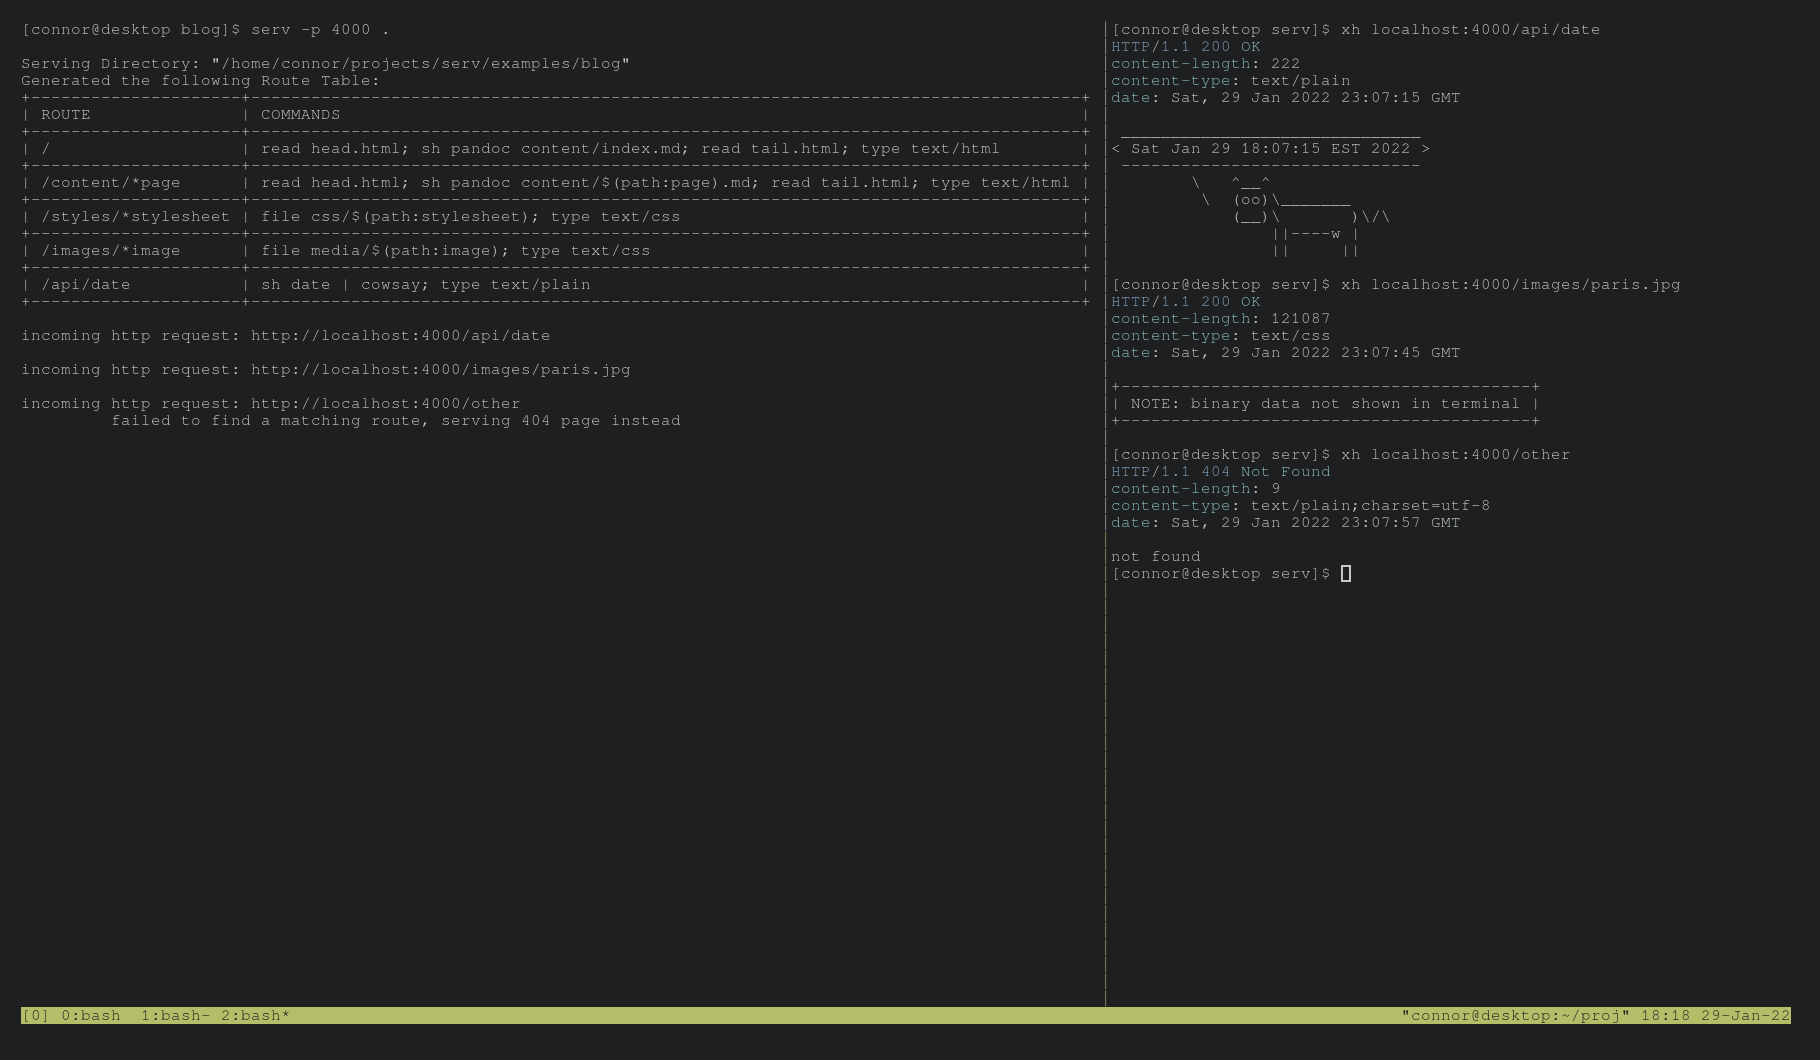 [connor@desktop blog]$ serv -p 4000 .

Serving Directory: "/home/connor/projects/serv/examples/blog"
Generated the following Route Table:
+---------------------+-----------------------------------------------------------------------------------+
| ROUTE               | COMMANDS                                                                          |
+---------------------+-----------------------------------------------------------------------------------+
| /                   | read head.html; sh pandoc content/index.md; read tail.html; type text/html        |
+---------------------+-----------------------------------------------------------------------------------+
| /content/*page      | read head.html; sh pandoc content/$(path:page).md; read tail.html; type text/html |
+---------------------+-----------------------------------------------------------------------------------+
| /styles/*stylesheet | file css/$(path:stylesheet); type text/css                                        |
+---------------------+-----------------------------------------------------------------------------------+
| /images/*image      | file media/$(path:image); type text/css                                           |
+---------------------+-----------------------------------------------------------------------------------+
| /api/date           | sh date | cowsay; type text/plain                                                 |
+---------------------+-----------------------------------------------------------------------------------+

incoming http request: http://localhost:4000/api/date

incoming http request: http://localhost:4000/images/paris.jpg

incoming http request: http://localhost:4000/other
         failed to find a matching route, serving 404 page instead
[connor@desktop serv]$ xh localhost:4000/api/date
HTTP/1.1 200 OK
content-length: 222
content-type: text/plain
date: Sat, 29 Jan 2022 23:07:15 GMT

 ______________________________
< Sat Jan 29 18:07:15 EST 2022 >
 ------------------------------
        \   ^__^
         \  (oo)\_______
            (__)\       )\/\
                ||----w |
                ||     ||

[connor@desktop serv]$ xh localhost:4000/images/paris.jpg
HTTP/1.1 200 OK
content-length: 121087
content-type: text/css
date: Sat, 29 Jan 2022 23:07:45 GMT

+-----------------------------------------+
| NOTE: binary data not shown in terminal |
+-----------------------------------------+

[connor@desktop serv]$ xh localhost:4000/other
HTTP/1.1 404 Not Found
content-length: 9
content-type: text/plain;charset=utf-8
date: Sat, 29 Jan 2022 23:07:57 GMT

not found
[connor@desktop serv]$
[0] 0:bash  1:bash- 2:bash* "connor@desktop:~/proj" 18:18 29-Jan-22